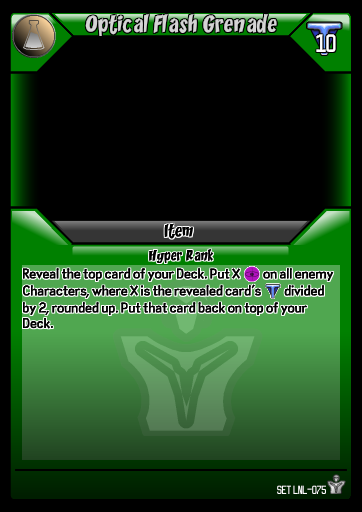 Optical Flash Grenade
10
Item
Hyper Rank
Reveal the top card of your Deck. Put X on all enemy
Characters, where X is the revealed card's divided
by 2, rounded up. Put that card back on top of your
Deck.
SET LNL-075